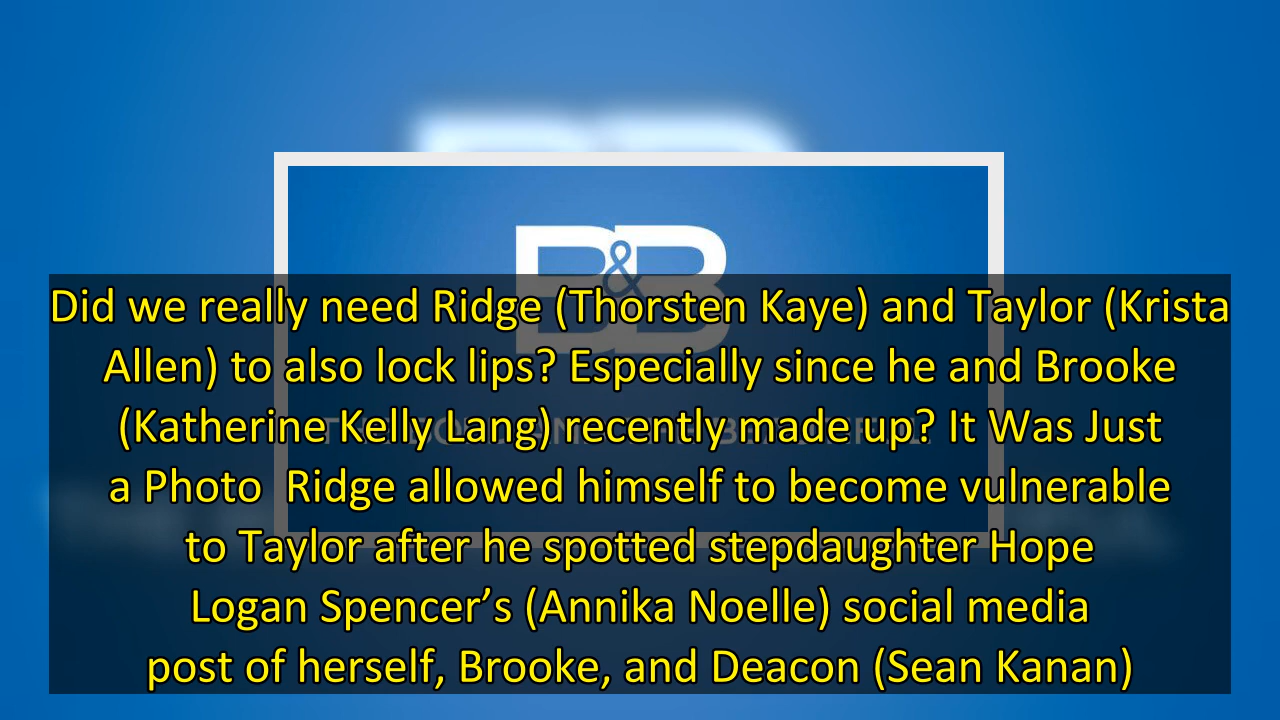 B&B
Did we really need Ridge (Thorsten Kaye) and Taylor (Krista
Allen) to also lock lips? Especially since he and Brooke
(Katherine Kelly Lang) recently made up? It Was Just
a Photo  Ridge allowed himself to become vulnerable
to Taylor after he spotted stepdaughter Hope
Logan Spencer’s (Annika Noelle) social media
post of herself, Brooke, and Deacon (Sean Kanan)